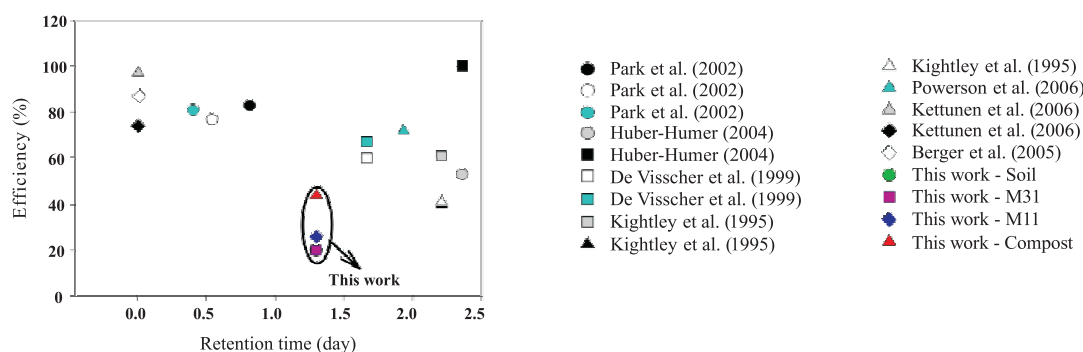 120
100
80
60
40
20
0
Efficiency (%)
This work
0.0 0.5 1.0 1.5 2.0 2.5
Retention time (day)
Park et al. (2002)
Park et al. (2002)
Park et al. (2002)
Huber-Humer (2004)
Huber-Humer (2004)
De Visscher et al. (1999)
De Visscher et al. (1999)
Kightley et al. (1995)
Kightley et al. (1995)
Kightley et al. (1995)
Powerson et al. (2006)
Kettunen et al. (2006)
Kettunen et al. (2006)
Berger et al. (2005)
This work - Soil
This work - M31
This work - M11
This work - Compost